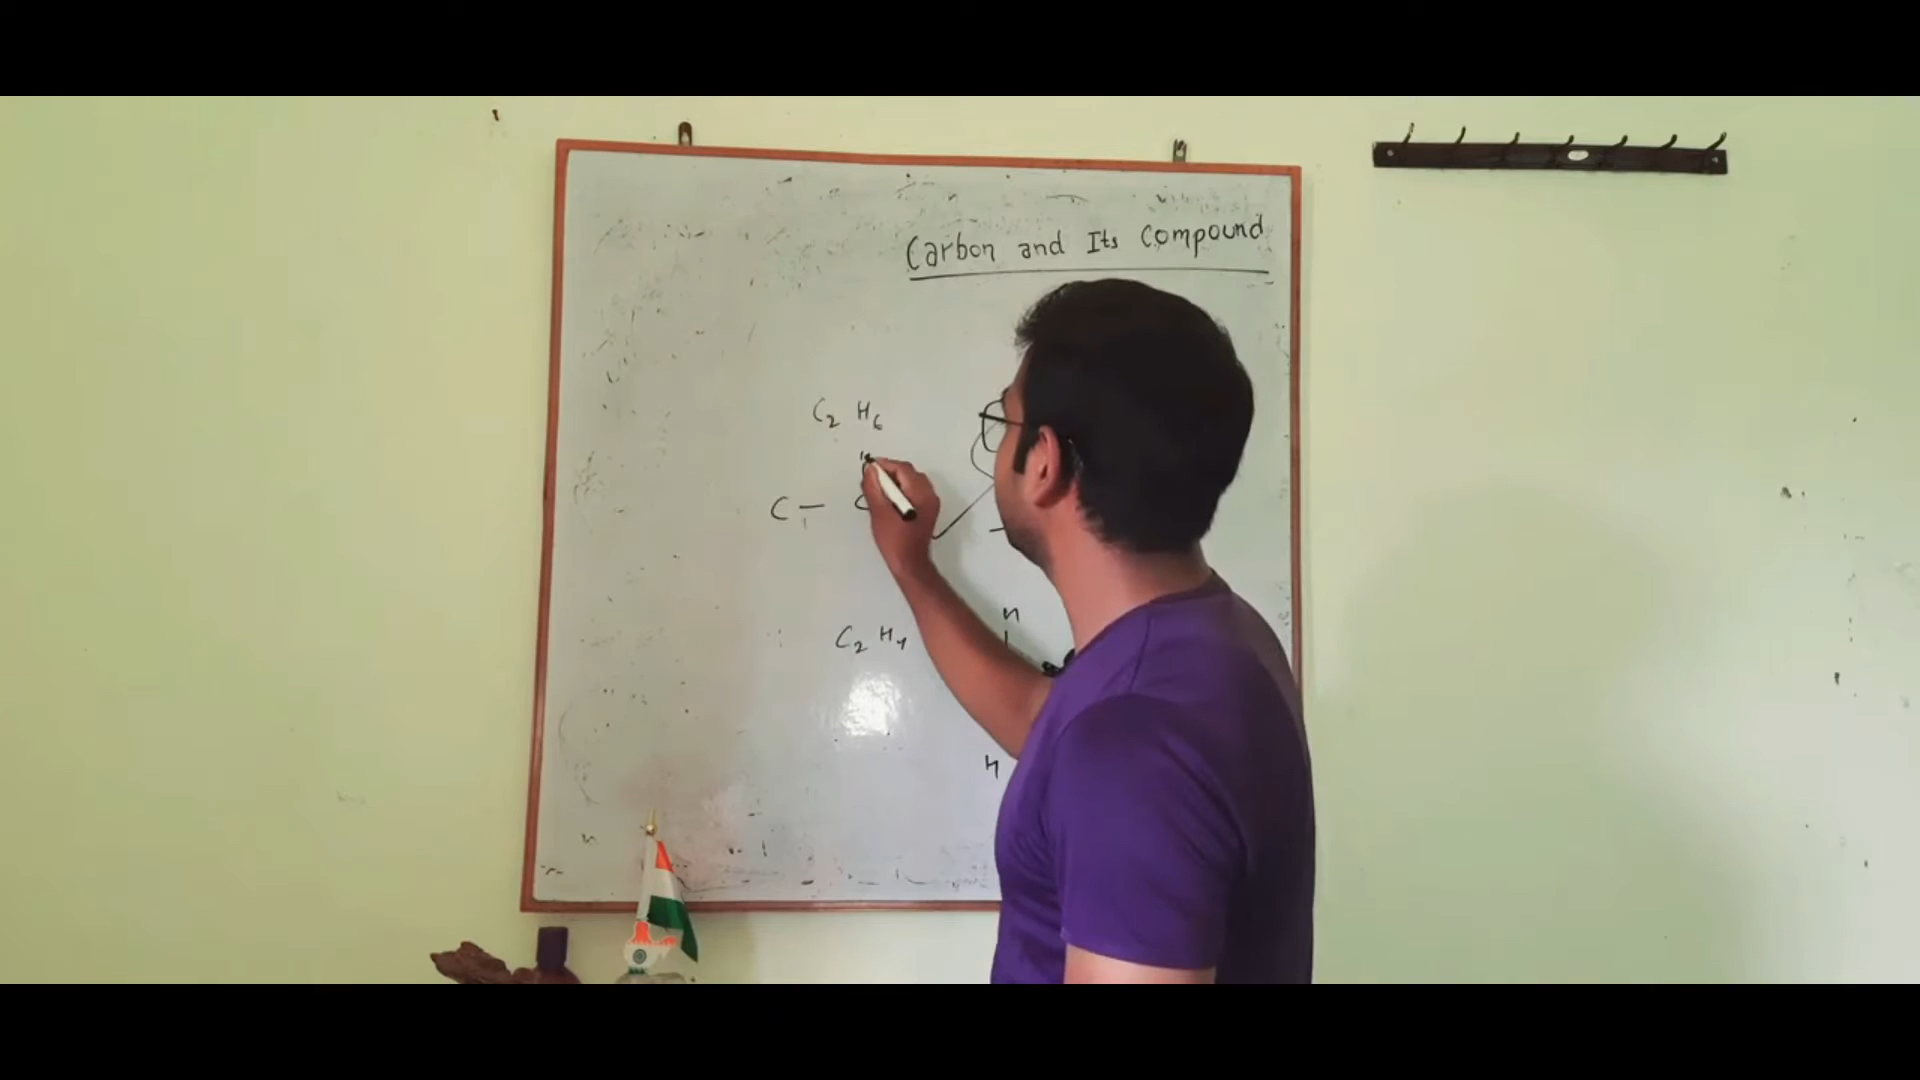 Carbon and Its Compound
C2 H6
C — C
H
C2 H4
H